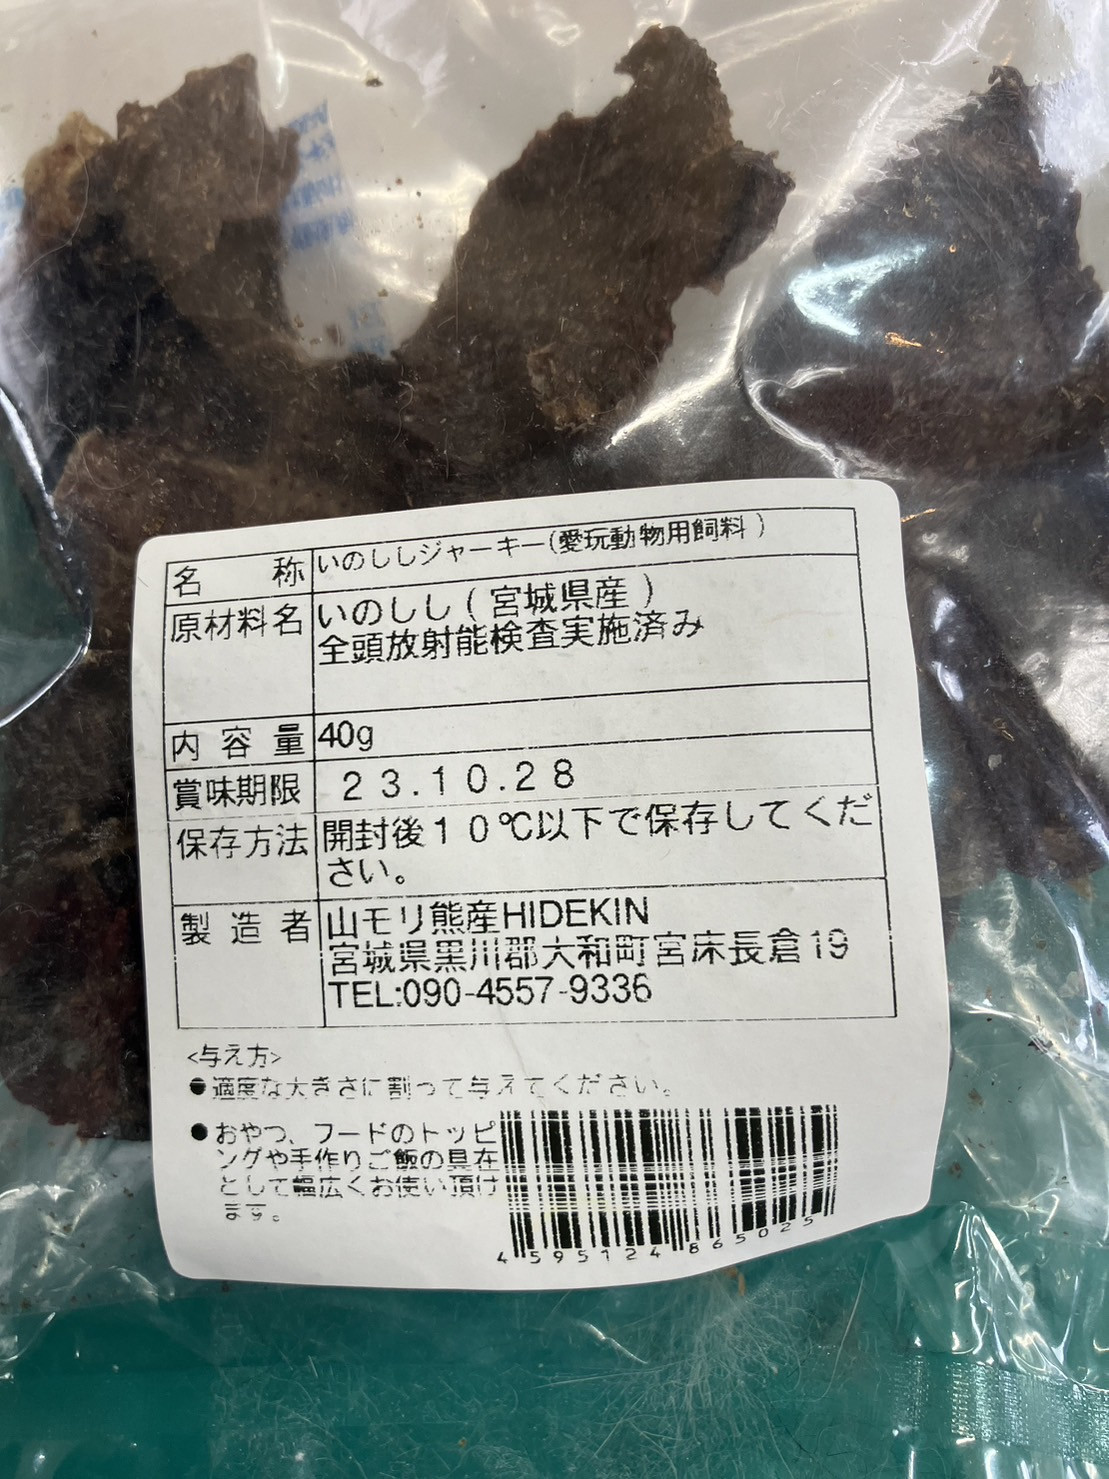 名 称 いのししジャーキー(愛玩動物用飼料)
原材料名 いのしし(宮城県産)
全頭放射能検査実施済み
内容量 40g
賞味期限 23.10.28
保存方法 開封後10℃以下で保存してくだ
さい。
製造者 山モリ熊産HIDEKIN
宮城県黒川郡大和町宮床長倉19
TEL:090-4557-9336
<与え方>
●適度な大きさに割って与えてください。
●おやつ、フードのトッピ
ングや手作りご飯の具在
として幅広くお使い頂け
ます。
4595124865025